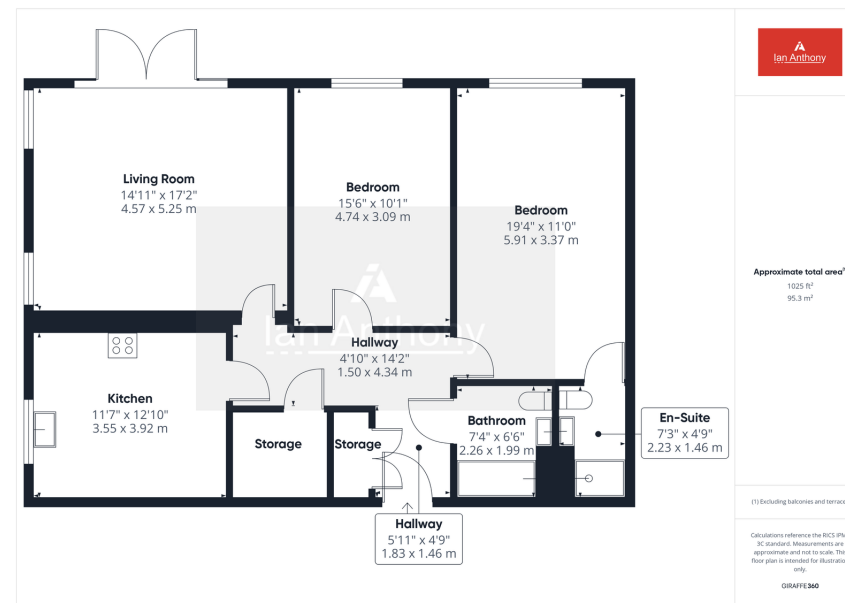 Living Room
14'11" x 17'2"
4.57 x 5.25 m
Bedroom
15'6" x 10'1"
4.74 x 3.09 m
Bedroom
19'4" x 11'0"
5.91 x 3.37 m
Ian Anthony
Hallway
4'10" x 14'2"
1.50 x 4.34 m
Kitchen
11'7" x 12'10"
3.55 x 3.92 m
Storage
Storage
Bathroom
7'4" x 6'6"
2.26 x 1.99 m
En-Suite
7'3" x 4'9"
2.23 x 1.46 m
Hallway
5'11" x 4'9"
1.83 x 1.46 m
Ian Anthony
Approximate total area
1025 ft²
95.3 m²
(1) Excluding balconies and terrace
Calculations reference the RICS IPM
3C standard. Measurements are
approximate and not to scale. This
floor plan is intended for illustratio
only.
GIRAFFE360